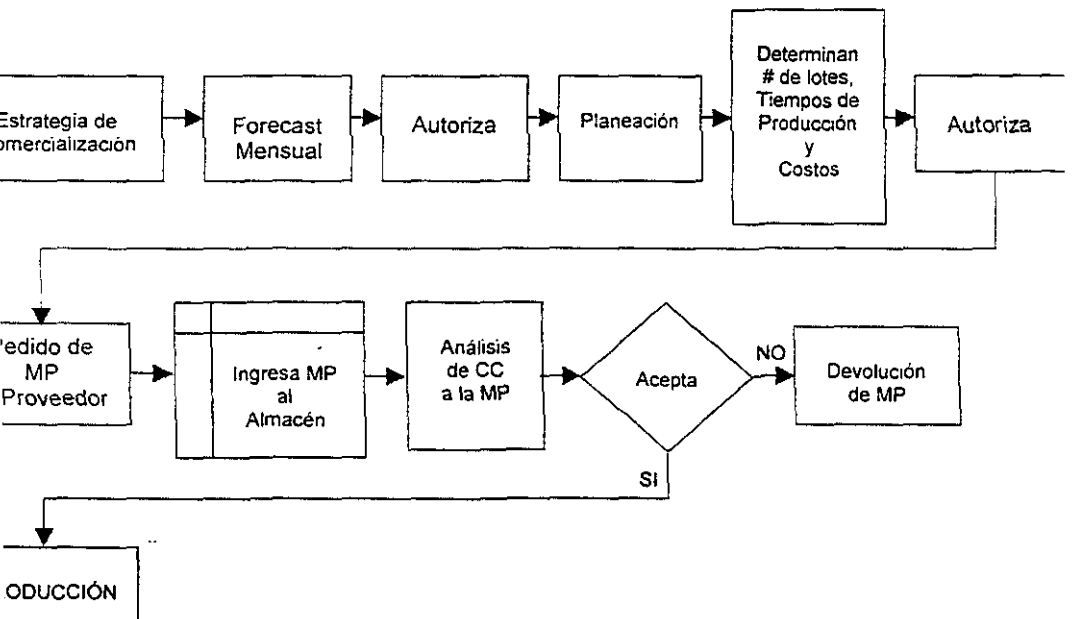 Estrategia de
omercialización
Forecast
Mensual
Autoriza
Planeación
Determinan
# de lotes,
Tiempos de
Producción
y
Costos
Autoriza
edido de
MP
Proveedor
Ingresa MP
al
Almacén
Análisis
de CC
a la MP
Acepta
NO
Devolución
de MP
SI
ODUCCIÓN